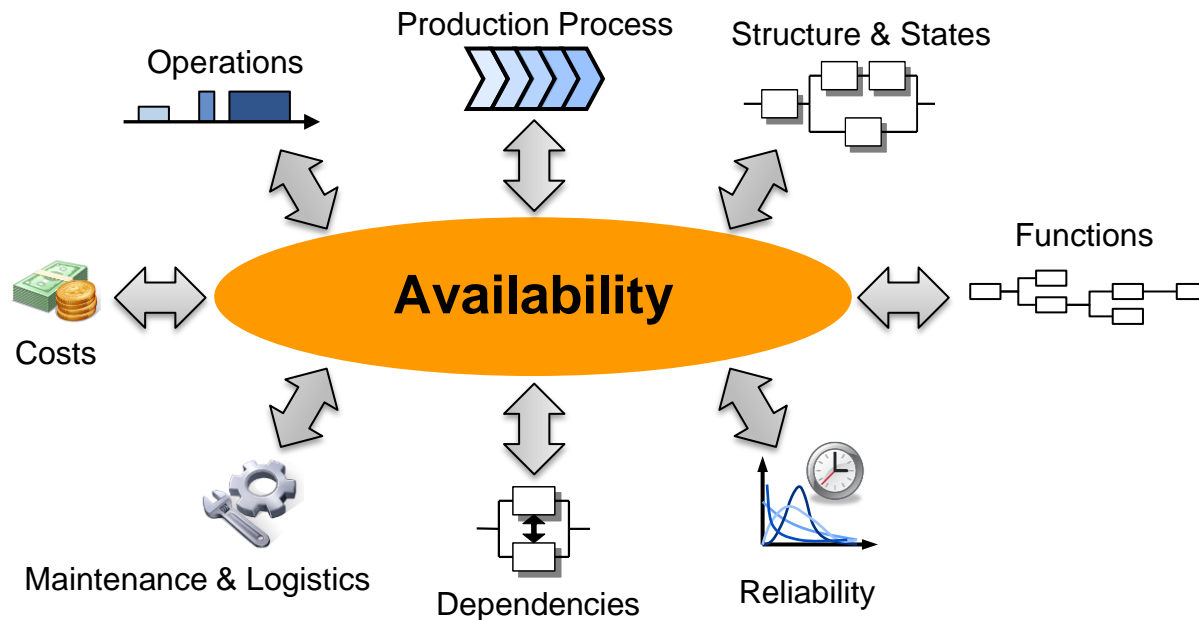 Production Process
Structure & States
Operations
Functions
Availability
Costs
Maintenance & Logistics
Dependencies
Reliability